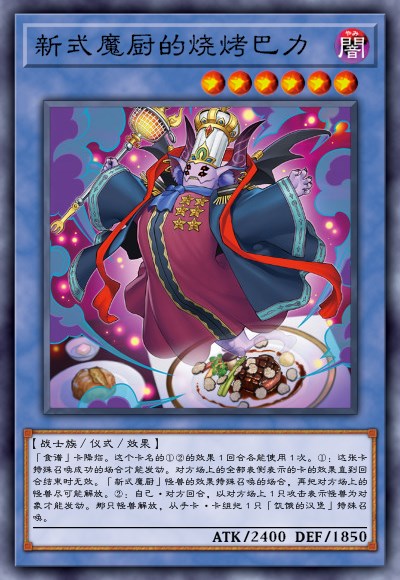 新式魔厨的烧烤巴力
やみ
闇
【战士族/仪式/效果】
「食谱」卡降临。这个卡名的①②的效果1回合各能使用1次。①:这张卡
特殊召唤成功的场合才能发动。对方场上的全部表侧表示的卡的效果直到回
合结束时无效。「新式魔厨」怪兽的效果特殊召唤的场合,再把对方场上的
怪兽尽可能解放。②:自己·对方回合,以对方场上1只攻击表示怪兽为对
象才能发动。那只怪兽解放,从手卡·卡组把1只「饥饿的汉堡」特殊召
唤。
ATK/2400 DEF/1850